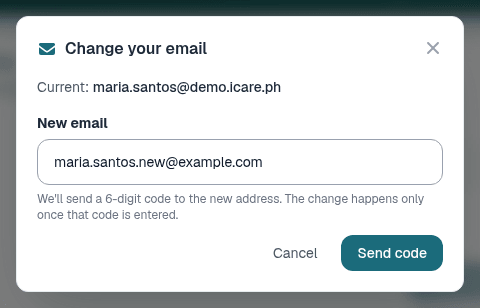 Change your email
Current: maria.santos@demo.icare.ph
New email
maria.santos.new@example.com
We'll send a 6-digit code to the new address. The change happens only
once that code is entered.
Cancel
Send code